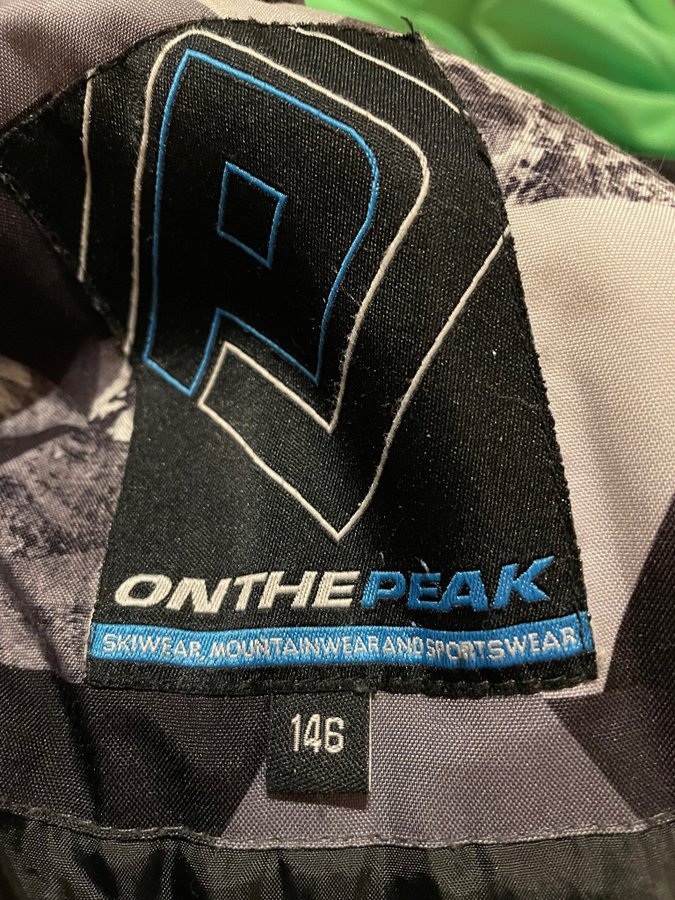 ONTHEPEAK
SKIWEAR, MOUNTAINWEAR AND SPORTSWEAR
146